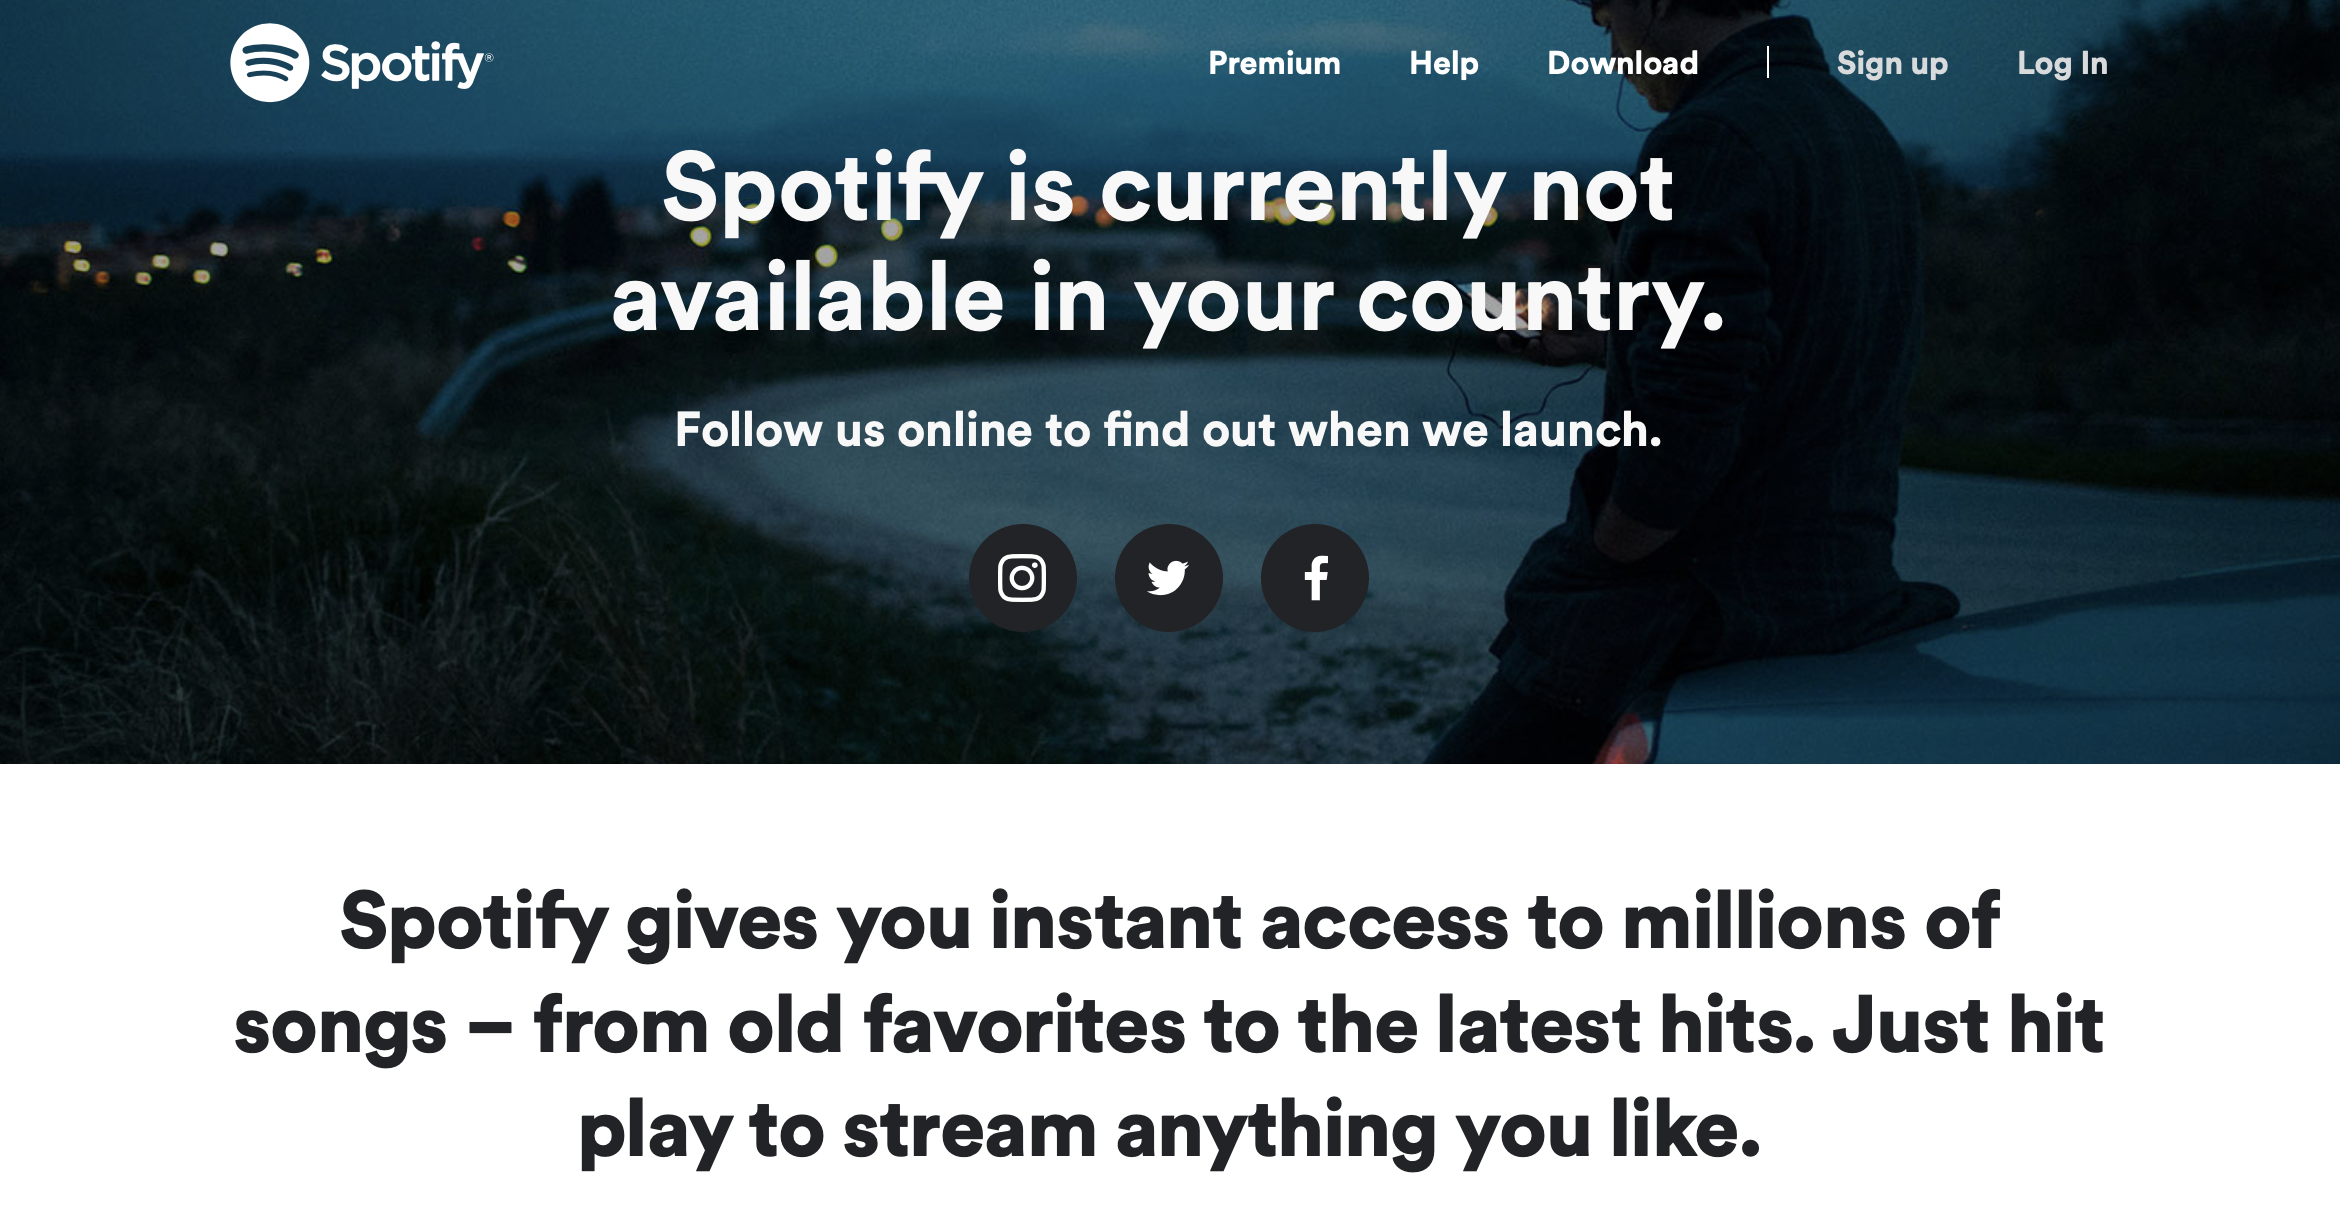 Spotify®
Premium Help Download | Sign up Log In
Spotify is currently not
available in your country.
Follow us online to find out when we launch.
Spotify gives you instant access to millions of
songs – from old favorites to the latest hits. Just hit
play to stream anything you like.